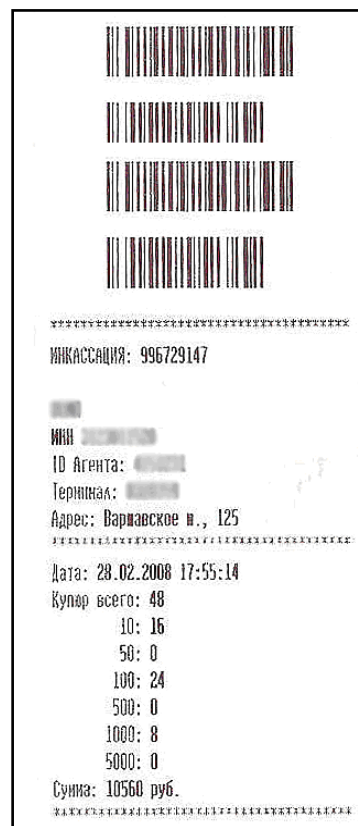 ******************************
ИНКАССАЦИЯ: 996729147
ИНН
ID Агента:
Терминал:
Адрес: Варшавское ш., 125
******************************
Дата: 28.02.2008 17:55:14
Купюр всего: 48
10: 16
50: 0
100: 24
500: 0
1000: 8
5000: 0
Сумма: 10560 руб.
******************************